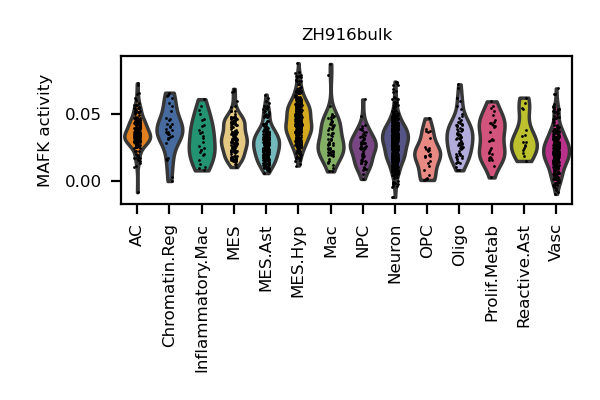 ZH916bulk
MAFK activity
0.05
0.00
AC
Chromatin.Reg
Inflammatory.Mac
MES
MES.Ast
MES.Hyp
Mac
NPC
Neuron
OPC
Oligo
Prolif.Metab
Reactive.Ast
Vasc